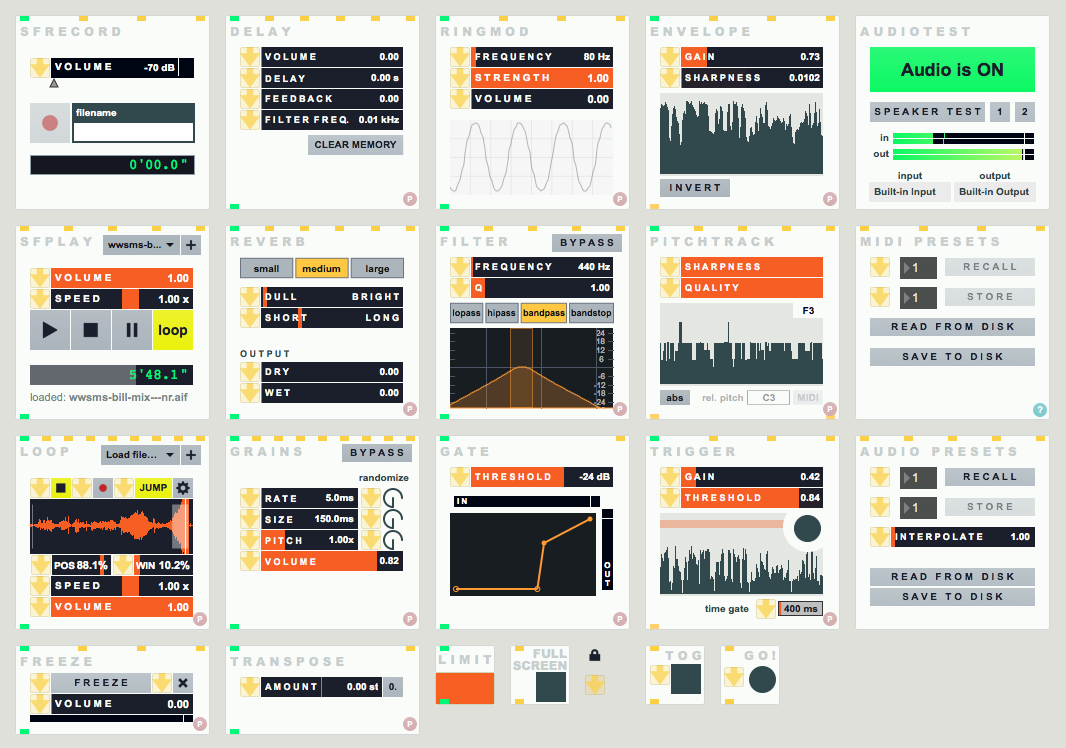 SFRECORD
VOLUME -70 dB
filename
0'00.0"
DELAY
VOLUME 0.00
DELAY 0.00 s
FEEDBACK 0.00
FILTER FREQ. 0.01 kHz
CLEAR MEMORY
P
RINGMOD
FREQUENCY 80 Hz
STRENGTH 1.00
VOLUME 0.00
P
ENVELOPE
GAIN 0.73
SHARPNESS 0.0102
INVERT
P
AUDIOTEST
Audio is ON
SPEAKER TEST 1 2
in
out
input output
Built-in Input Built-in Output
SFPLAY wwsms-b... +
VOLUME 1.00
SPEED 1.00 x
loop
5'48.1"
loaded: wwsms-bill-mix---nr.aif
REVERB
small medium large
DULL BRIGHT
SHORT LONG
OUTPUT
DRY 0.00
WET 0.00
P
FILTER BYPASS
FREQUENCY 440 Hz
Q 1.00
lopass hipass bandpass bandstop
24
18
12
6
-6
-12
-18
-24
P
PITCHTRACK
SHARPNESS
QUALITY
F3
abs rel. pitch C3 MIDI
P
MIDI PRESETS
1 RECALL
1 STORE
READ FROM DISK
SAVE TO DISK
?
LOOP Load file... +
JUMP
POS 88.1% WIN 10.2%
SPEED 1.00 x
VOLUME 1.00
P
GRAINS BYPASS
randomize
RATE 5.0ms
SIZE 150.0ms
PITCH 1.00x
VOLUME 0.82
P
GATE
THRESHOLD -24 dB
IN
OUT
P
TRIGGER
GAIN 0.42
THRESHOLD 0.84
time gate 400 ms
P
AUDIO PRESETS
1 RECALL
1 STORE
INTERPOLATE 1.00
READ FROM DISK
SAVE TO DISK
FREEZE
FREEZE
VOLUME 0.00
P
TRANSPOSE
AMOUNT 0.00 st 0.
P
LIMIT
FULL
SCREEN
TOG
GO!